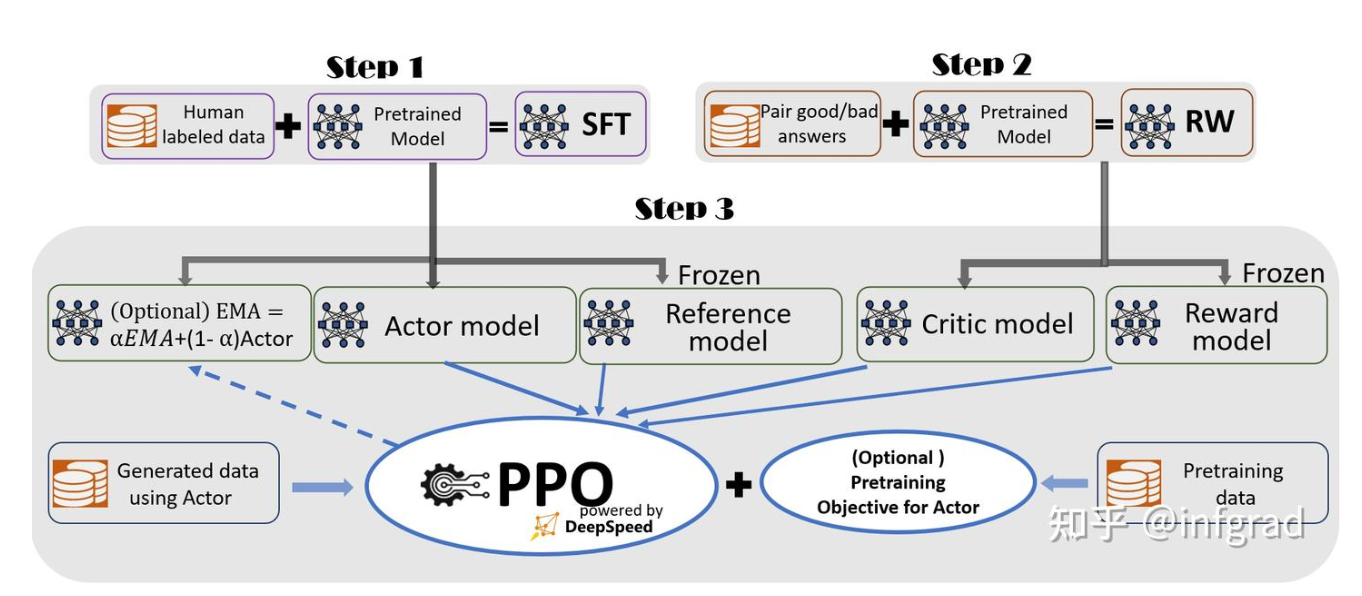 Step 1
Human
labeled data
+
Pretrained
Model
=
SFT
Step 2
Pair good/bad
answers
+
Pretrained
Model
=
RW
Step 3
(Optional) EMA =
αEMA+(1- α)Actor
Actor model
Frozen
Reference
model
Critic model
Frozen
Reward
model
Generated data
using Actor
PPO
powered by
DeepSpeed
+
(Optional )
Pretraining
Objective for Actor
Pretraining
data
知乎 @infgrad